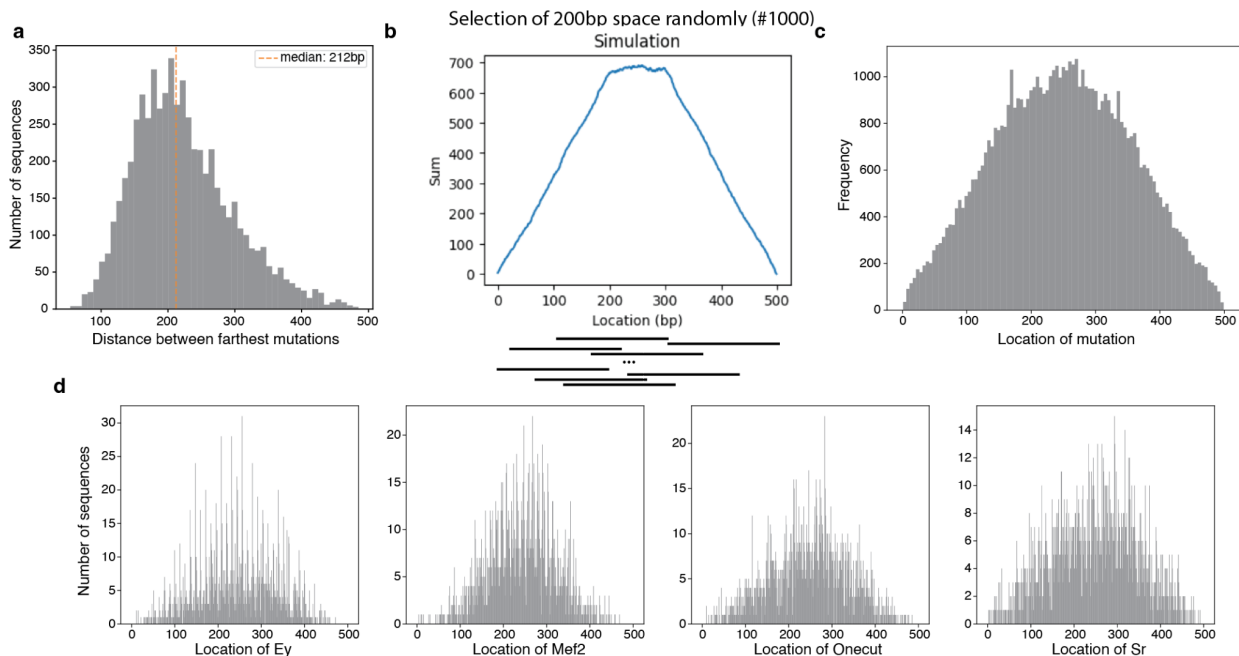 Selection of 200bp space randomly (#1000)
a
350
300
250
200
150
100
50
0
Number of sequences
median: 212bp
100 200 300 400 500
Distance between farthest mutations
b
Simulation
700
600
500
400
300
200
100
0
Sum
0 100 200 300 400 500
Location (bp)
...
c
1000
800
600
400
200
0
Frequency
0 100 200 300 400 500
Location of mutation
d
30
25
20
15
10
5
0
Number of sequences
0 100 200 300 400 500
Location of Ey
20
15
10
5
0
0 100 200 300 400 500
Location of Mef2
20
15
10
5
0
0 100 200 300 400 500
Location of Onecut
14
12
10
8
6
4
2
0
0 100 200 300 400 500
Location of Sr